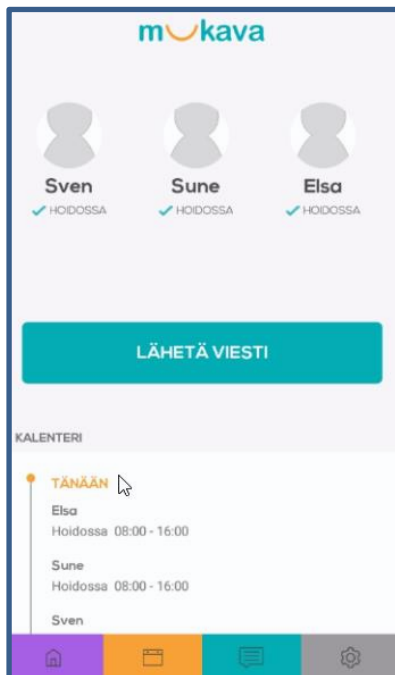 mukava
Sven Sune Elsa
HOIDOSSA HOIDOSSA HOIDOSSA
LÄHETÄ VIESTI
KALENTERI
TÄNÄÄN
Elsa
Hoidossa 08:00 - 16:00
Sune
Hoidossa 08:00 - 16:00
Sven